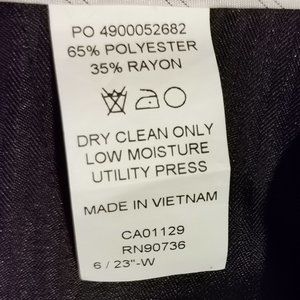 PO 4900052682
65% POLYESTER
35% RAYON
DRY CLEAN ONLY
LOW MOISTURE
UTILITY PRESS
MADE IN VIETNAM
CA01129
RN90736
6 / 23"-W